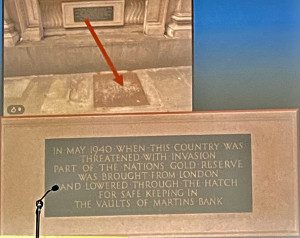 IN MAY 1940 WHEN THIS COUNTRY WAS
THREATENED WITH INVASION
PART OF THE NATIONS GOLD RESERVE
WAS BROUGHT FROM LONDON
AND LOWERED THROUGH THE HATCH
FOR SAFE KEEPING IN
THE VAULTS OF MARTINS BANK